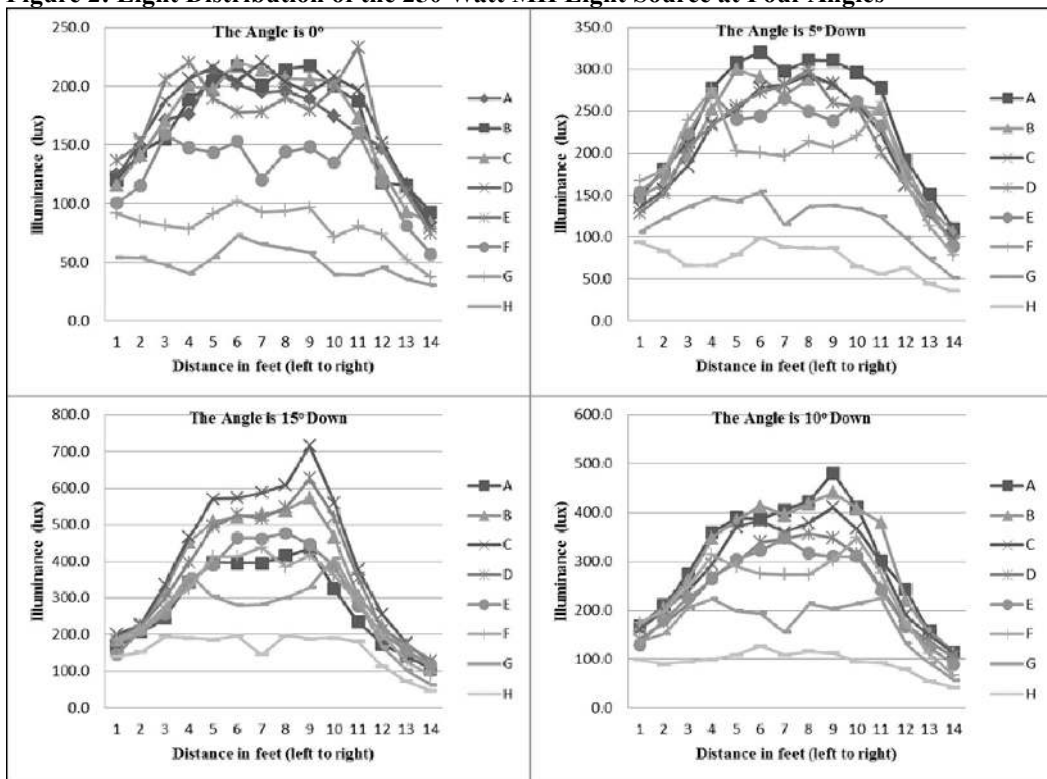 Figure 2: Light Distribution of the 250-Watt MH Light Source at Four Angles
The Angle is 0°
250.0
200.0
150.0
100.0
50.0
0.0
Illuminance (lux)
1 2 3 4 5 6 7 8 9 10 11 12 13 14
Distance in feet (left to right)
A
B
C
D
E
F
G
H
The Angle is 5° Down
350.0
300.0
250.0
200.0
150.0
100.0
50.0
0.0
Illuminance (lux)
1 2 3 4 5 6 7 8 9 10 11 12 13 14
Distance in feet (left to right)
A
B
C
D
E
F
G
H
The Angle is 15° Down
800.0
700.0
600.0
500.0
400.0
300.0
200.0
100.0
0.0
Illuminance (lux)
1 2 3 4 5 6 7 8 9 10 11 12 13 14
Distance in feet (left to right)
A
B
C
D
E
F
G
H
The Angle is 10° Down
600.0
500.0
400.0
300.0
200.0
100.0
0.0
Illuminance (lux)
1 2 3 4 5 6 7 8 9 10 11 12 13 14
Distance in feet (left to right)
A
B
C
D
E
F
G
H